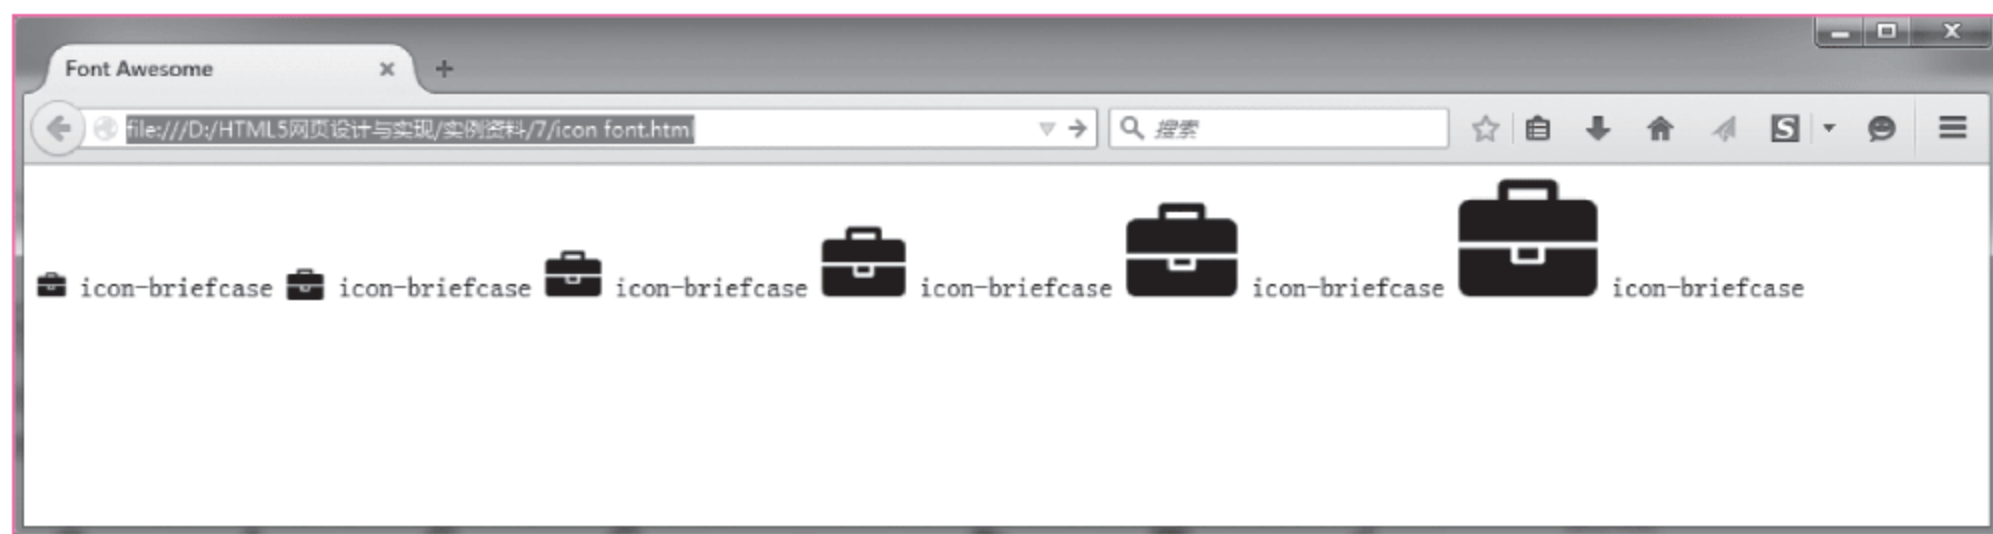 Font Awesome
file:///D:/HTML5网页设计与实现/实例资料/7/icon font.html
搜索
icon-briefcase icon-briefcase icon-briefcase icon-briefcase icon-briefcase icon-briefcase